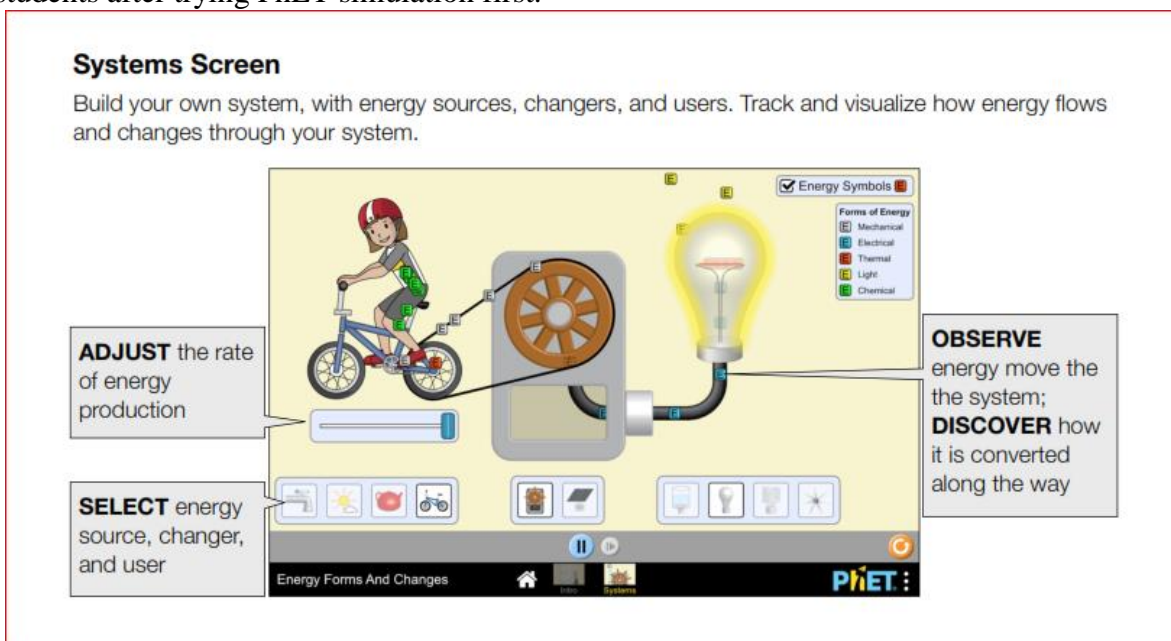 students after trying PhET simulation first.
Systems Screen
Build your own system, with energy sources, changers, and users. Track and visualize how energy flows
and changes through your system.
Energy Symbols E
Forms of Energy
E Mechanical
E Electrical
E Thermal
E Light
E Chemical
ADJUST the rate
of energy
production
OBSERVE
energy move the
the system;
DISCOVER how
it is converted
along the way
SELECT energy
source, changer,
and user
Energy Forms And Changes
Intro
Systems
PhET